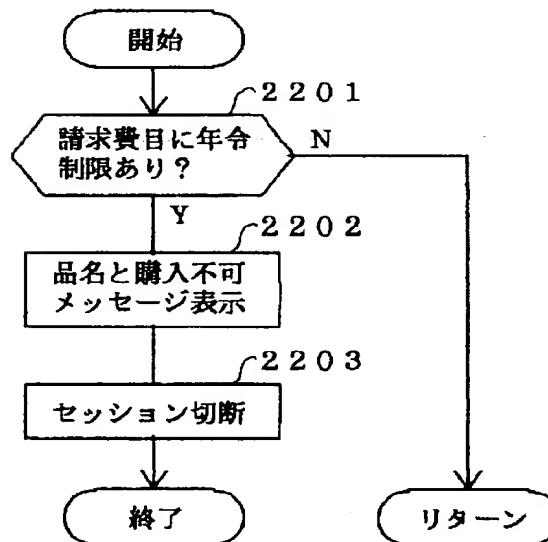 開始
2201
請求費目に年令
制限あり?
N
Y
2202
品名と購入不可
メッセージ表示
2203
セッション切断
終了
リターン